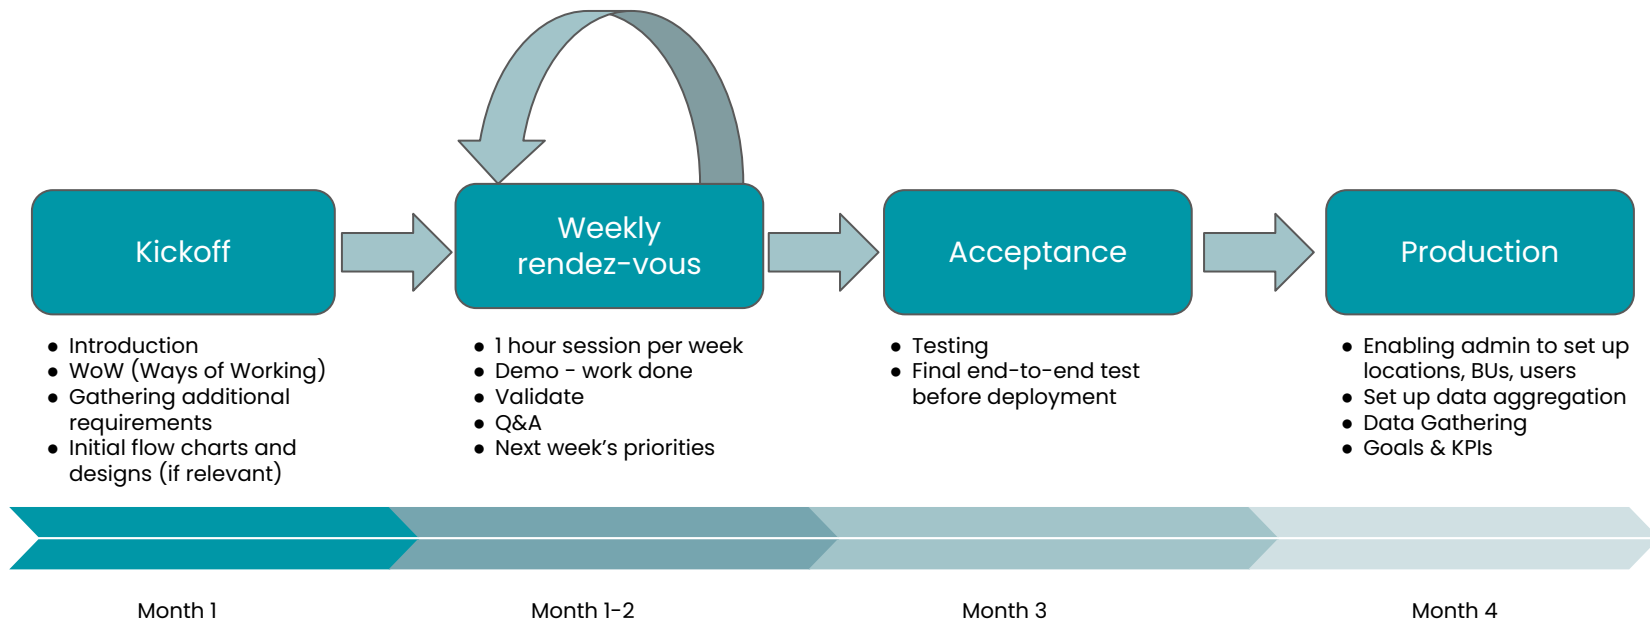 Kickoff
Weekly
rendez-vous
Acceptance
Production
● Introduction
● WoW (Ways of Working)
● Gathering additional
requirements
● Initial flow charts and
designs (if relevant)
● 1 hour session per week
● Demo - work done
● Validate
● Q&A
● Next week’s priorities
● Testing
● Final end-to-end test
before deployment
● Enabling admin to set up
locations, BUs, users
● Set up data aggregation
● Data Gathering
● Goals & KPIs
Month 1
Month 1-2
Month 3
Month 4